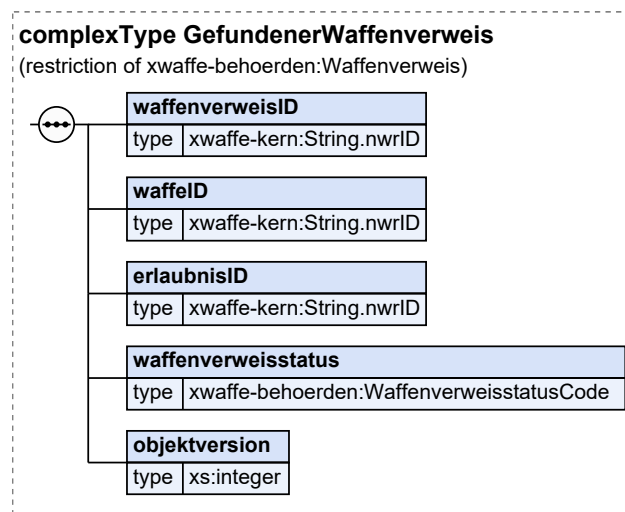 complexType GefundenerWaffenverweis
(restriction of xwaffe-behoerden:Waffenverweis)
waffenverweisID
type xwaffe-kern:String.nwrID
waffeID
type xwaffe-kern:String.nwrID
erlaubnisID
type xwaffe-kern:String.nwrID
waffenverweisstatus
type xwaffe-behoerden:WaffenverweisstatusCode
objektversion
type xs:integer